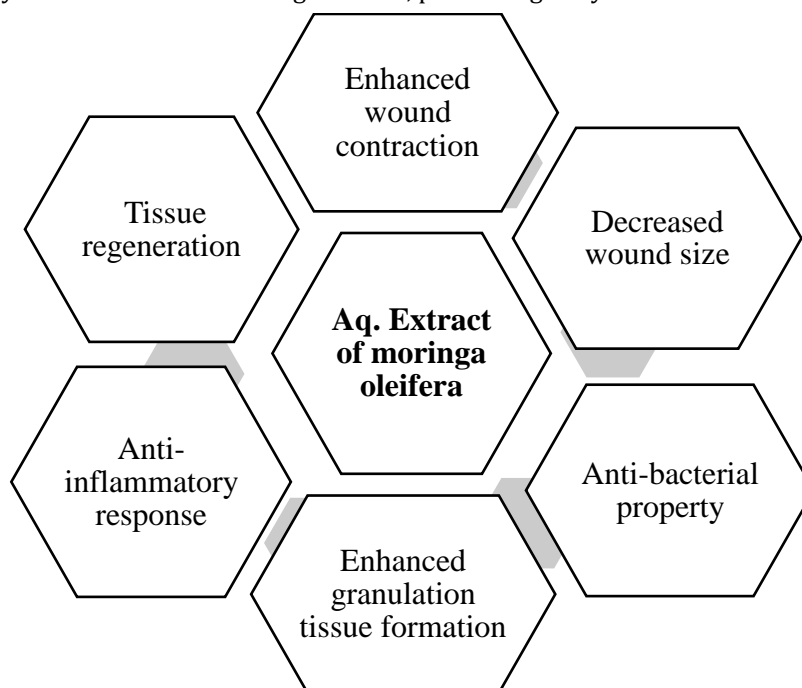 Enhanced
wound
contraction
Tissue
regeneration
Decreased
wound size
Aq. Extract
of moringa
oleifera
Anti-
inflammatory
response
Anti-bacterial
property
Enhanced
granulation
tissue formation